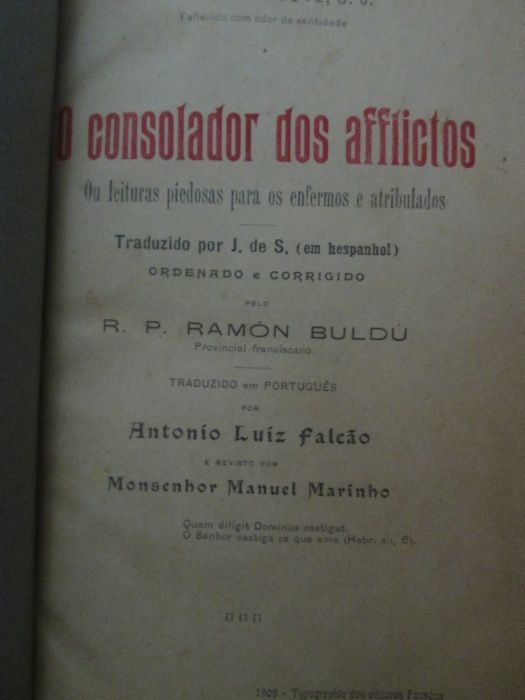 S. J.
Fallecido com odor de santidade
O consolador dos afflictos
Ou leituras piedosas para os enfermos e atribulados
Traduzido por J. de S. (em hespanhol)
ORDENADO e CORRIGIDO
PELO
R. P. RAMÓN BULDÚ
Provincial franciscano
TRADUZIDO em PORTUGUÊS
POR
Antonio Luíz Falcão
E REVISTO POR
Monsenhor Manuel Marinho
Quem diligit Dominus castigat.
O Senhor castiga os que ama (Hebr. XII, 6).
1909 - Typographia dos editores Fonseca